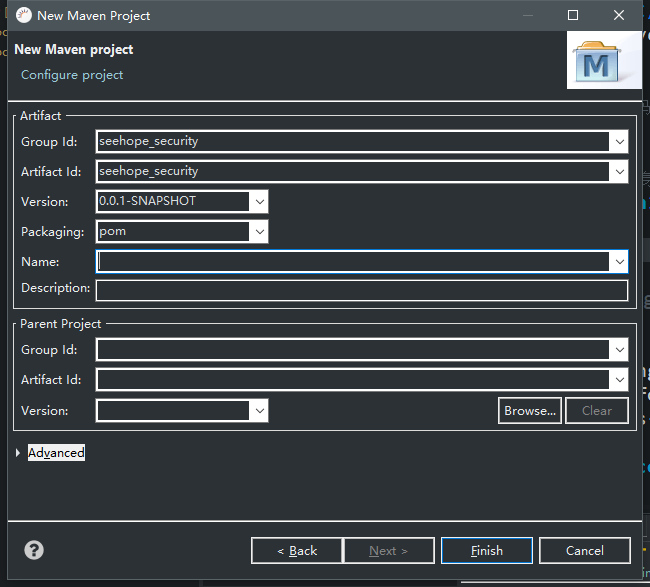 New Maven Project
New Maven project
Configure project
M
Artifact
Group Id: seehope_security
Artifact Id: seehope_security
Version: 0.0.1-SNAPSHOT
Packaging: pom
Name:
Description:
Parent Project
Group Id:
Artifact Id:
Version: Browse... Clear
Advanced
? < Back Next > Finish Cancel